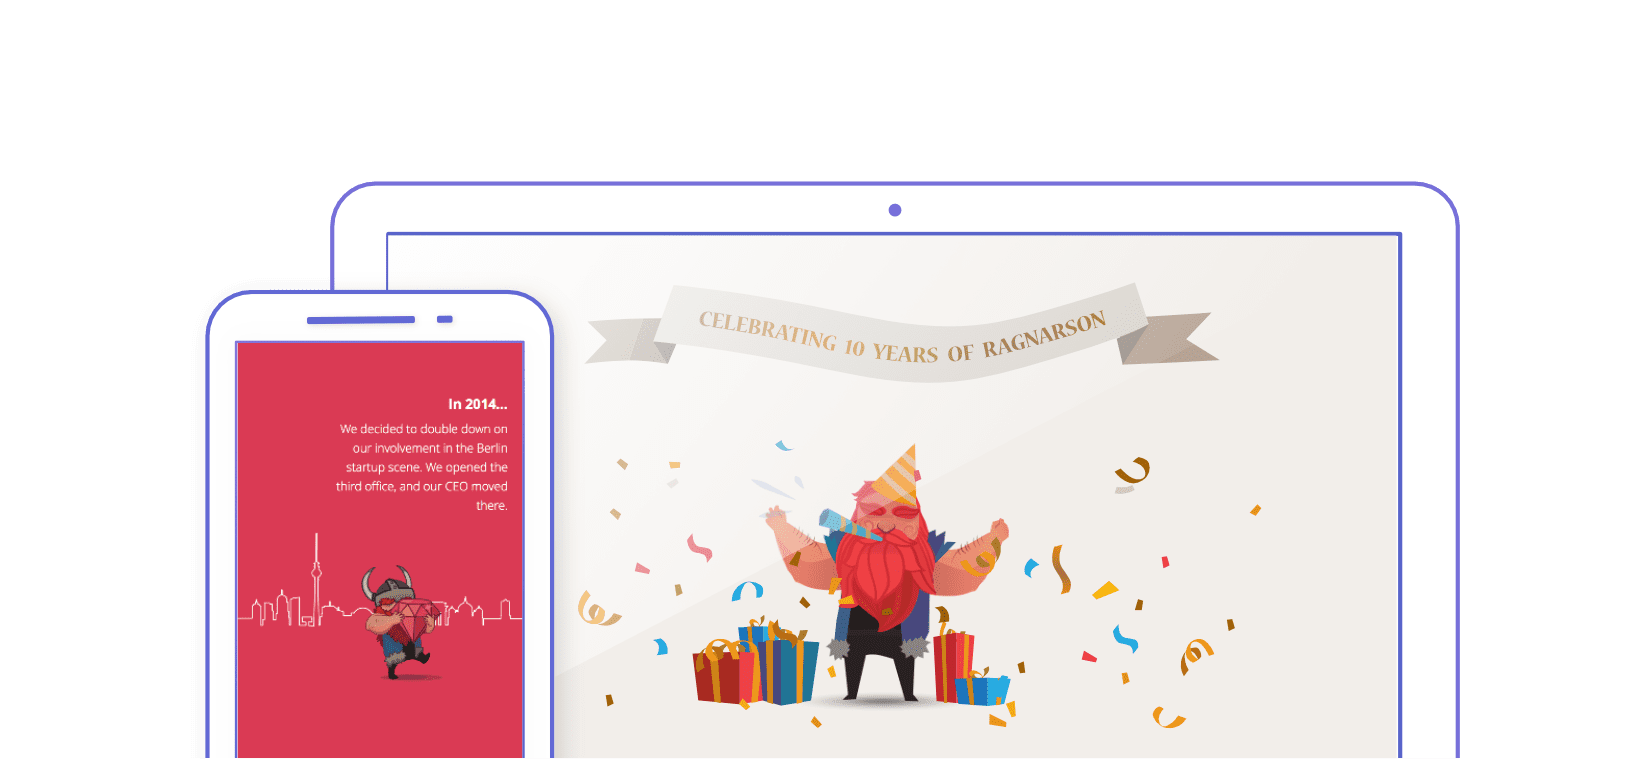 CELEBRATING 10 YEARS OF RAGNARSON
In 2014...
We decided to double down on
our involvement in the Berlin
startup scene. We opened the
third office, and our CEO moved
there.